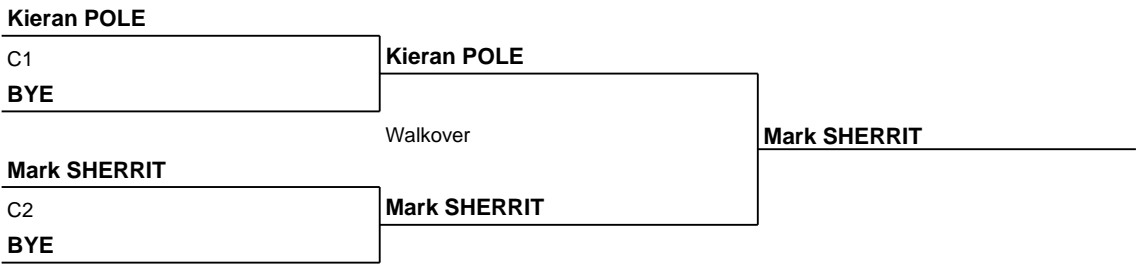 Kieran POLE
C1
Kieran POLE
BYE
Walkover
Mark SHERRIT
Mark SHERRIT
C2
Mark SHERRIT
BYE